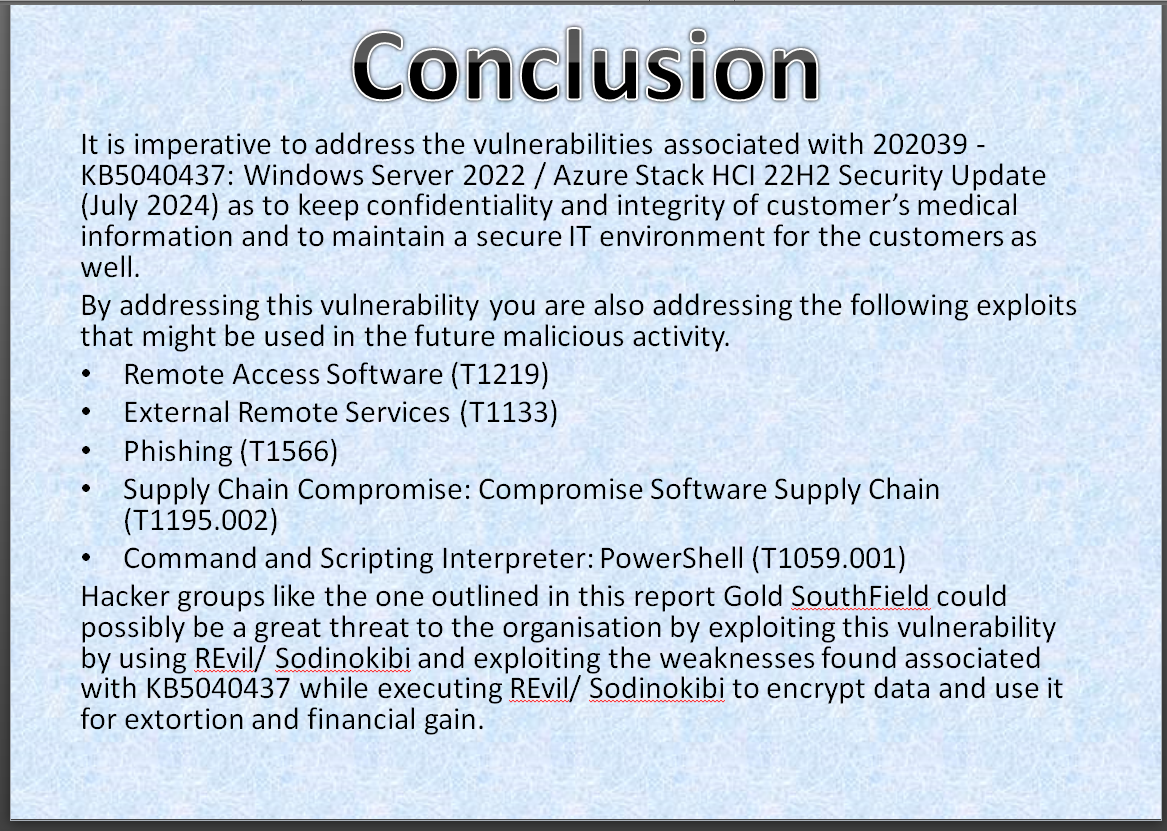 Conclusion
It is imperative to address the vulnerabilities associated with 202039 -
KB5040437: Windows Server 2022 / Azure Stack HCI 22H2 Security Update
(July 2024) as to keep confidentiality and integrity of customer’s medical
information and to maintain a secure IT environment for the customers as
well.
By addressing this vulnerability you are also addressing the following exploits
that might be used in the future malicious activity.
• Remote Access Software (T1219)
• External Remote Services (T1133)
• Phishing (T1566)
• Supply Chain Compromise: Compromise Software Supply Chain
(T1195.002)
• Command and Scripting Interpreter: PowerShell (T1059.001)
Hacker groups like the one outlined in this report Gold SouthField could
possibly be a great threat to the organisation by exploiting this vulnerability
by using REvil/ Sodinokibi and exploiting the weaknesses found associated
with KB5040437 while executing REvil/ Sodinokibi to encrypt data and use it
for extortion and financial gain.